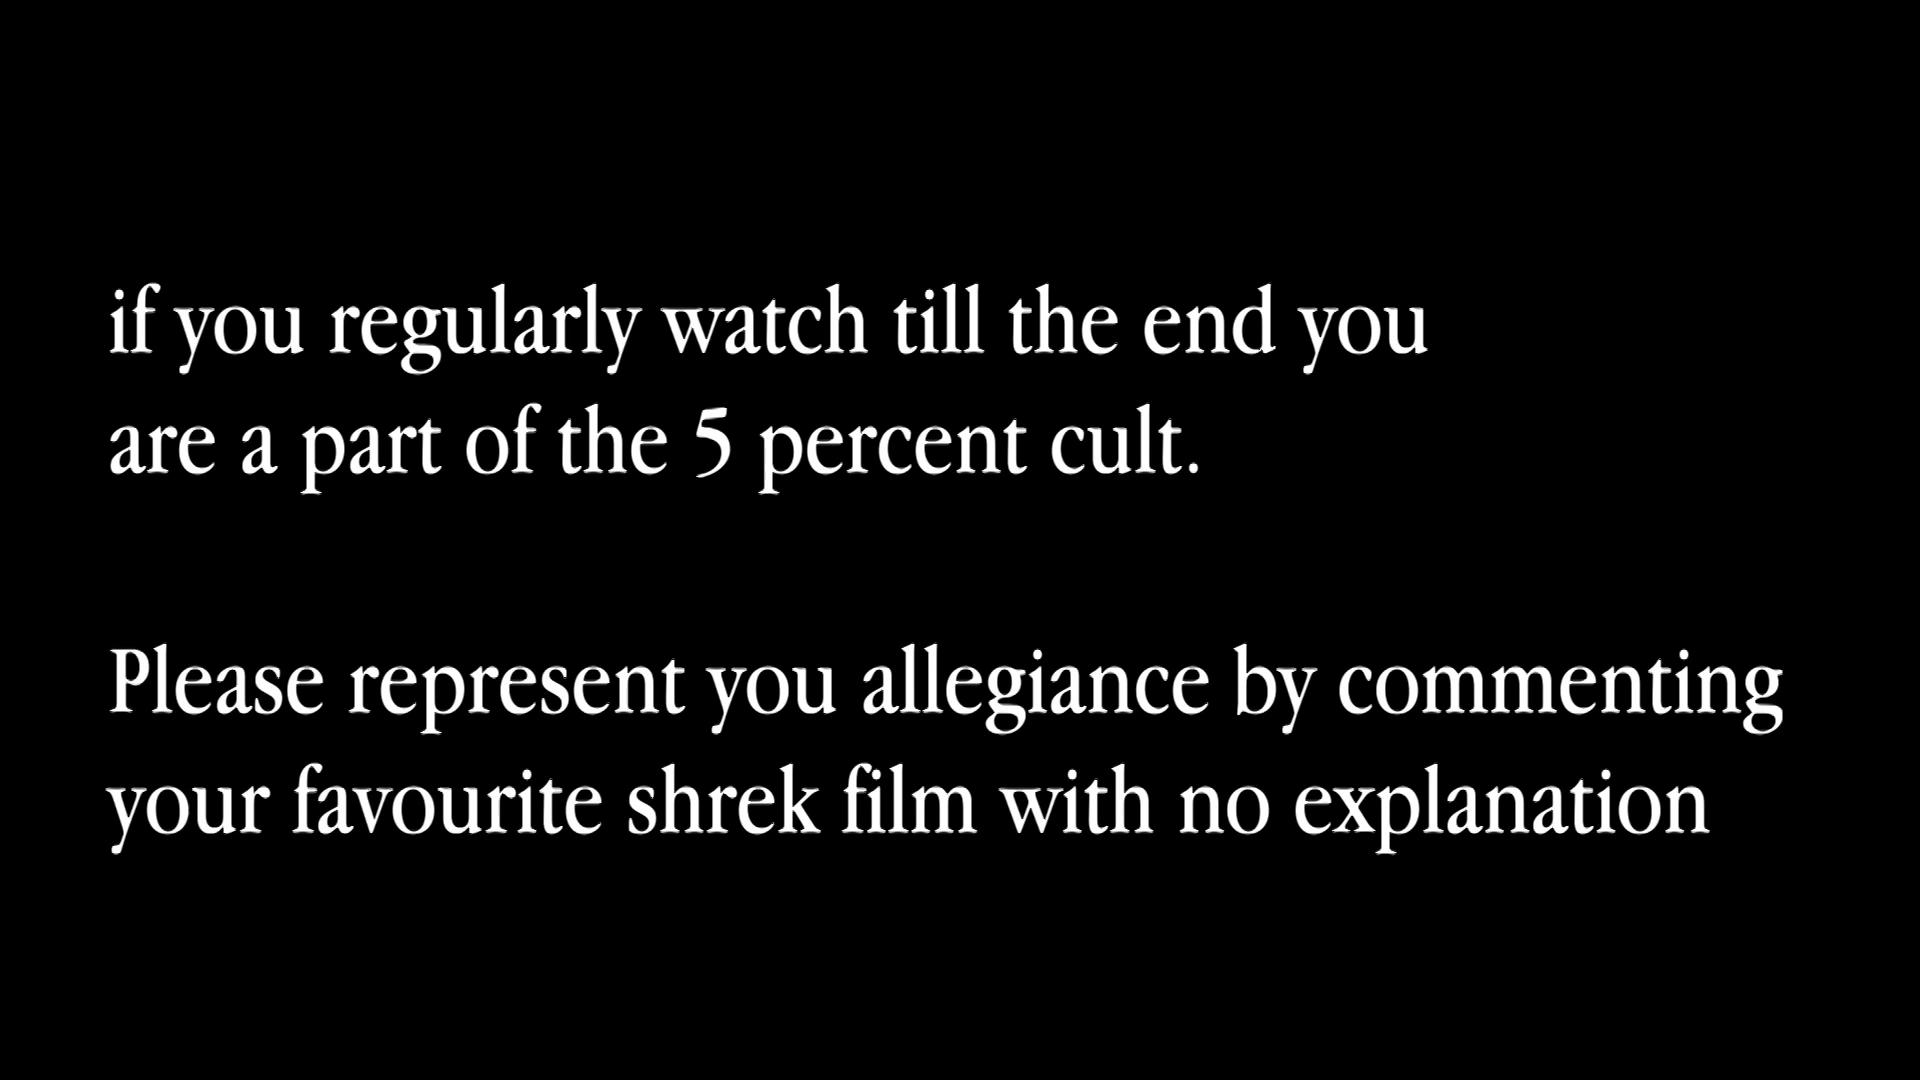 if you regularly watch till the end you
are a part of the 5 percent cult.
Please represent you allegiance by commenting
your favourite shrek film with no explanation